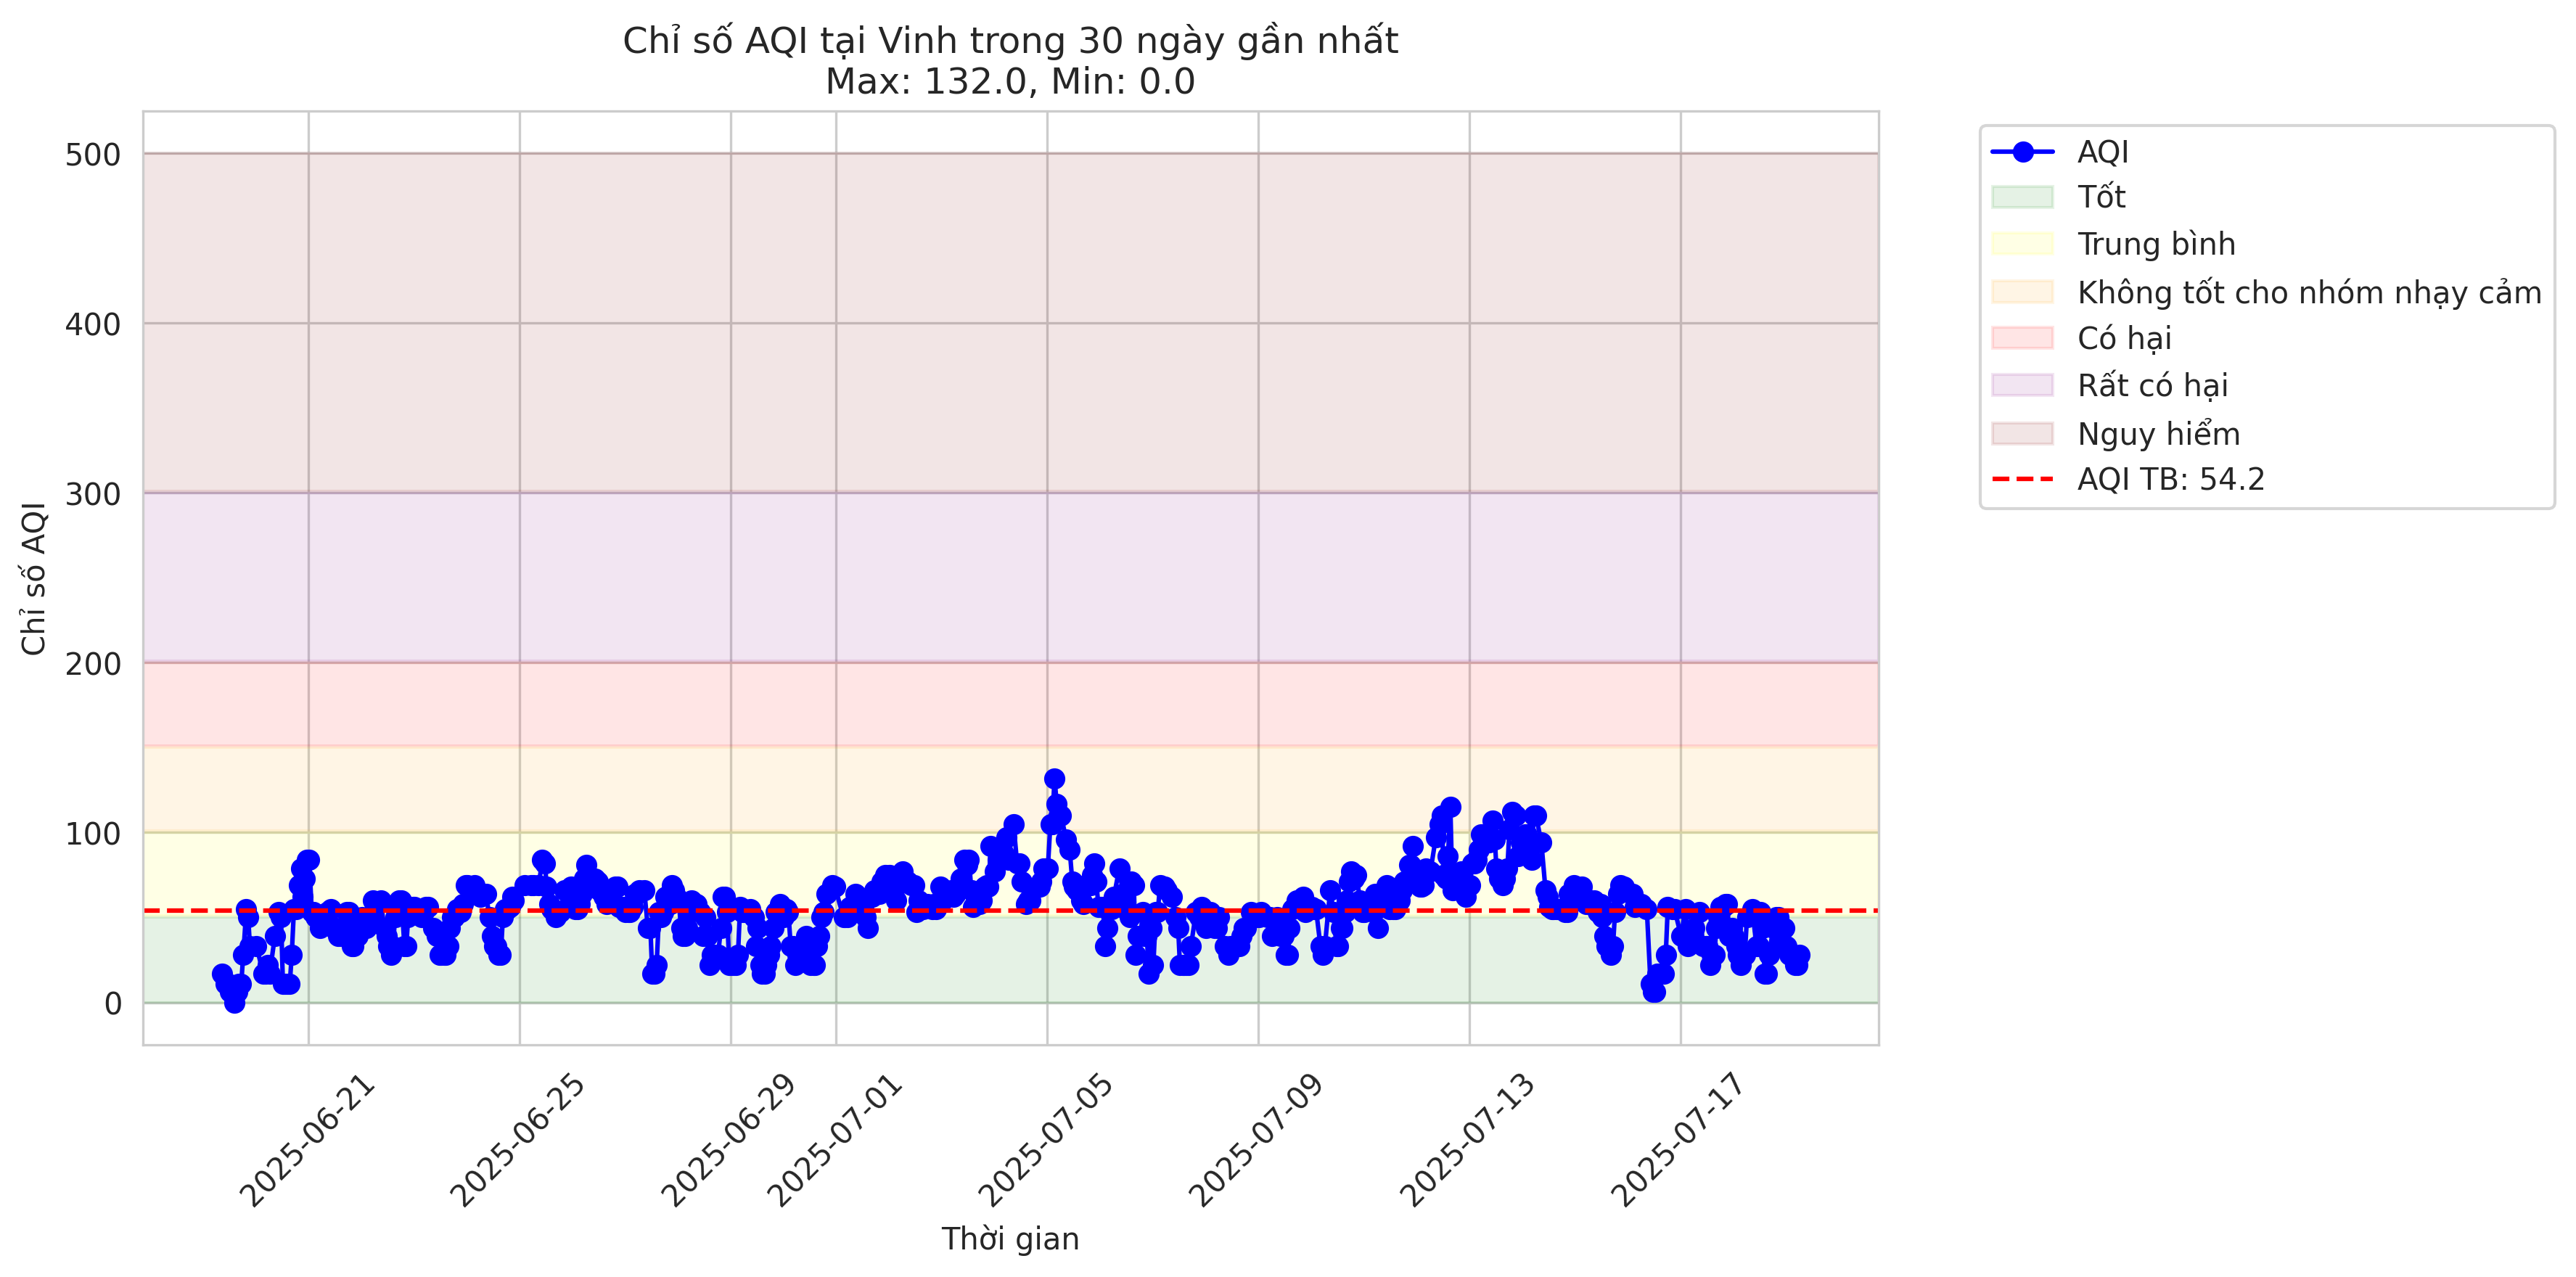 Chỉ số AQI tại Vinh trong 30 ngày gần nhất
Max: 132.0, Min: 0.0
Chỉ số AQI
500
400
300
200
100
0
2025-06-21
2025-06-25
2025-06-29
2025-07-01
2025-07-05
2025-07-09
2025-07-13
2025-07-17
Thời gian
AQI
Tốt
Trung bình
Không tốt cho nhóm nhạy cảm
Có hại
Rất có hại
Nguy hiểm
AQI TB: 54.2